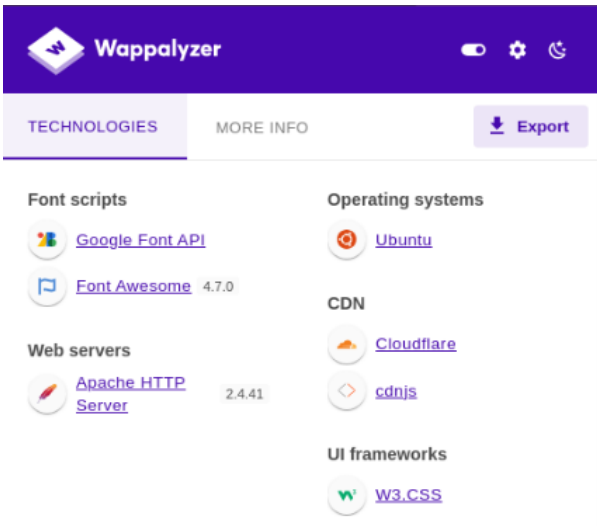 Wappalyzer
TECHNOLOGIES
MORE INFO
Export
Font scripts
Google Font API
Font Awesome 4.7.0
Web servers
Apache HTTP
Server
2.4.41
Operating systems
Ubuntu
CDN
Cloudflare
cdnjs
UI frameworks
W3.CSS